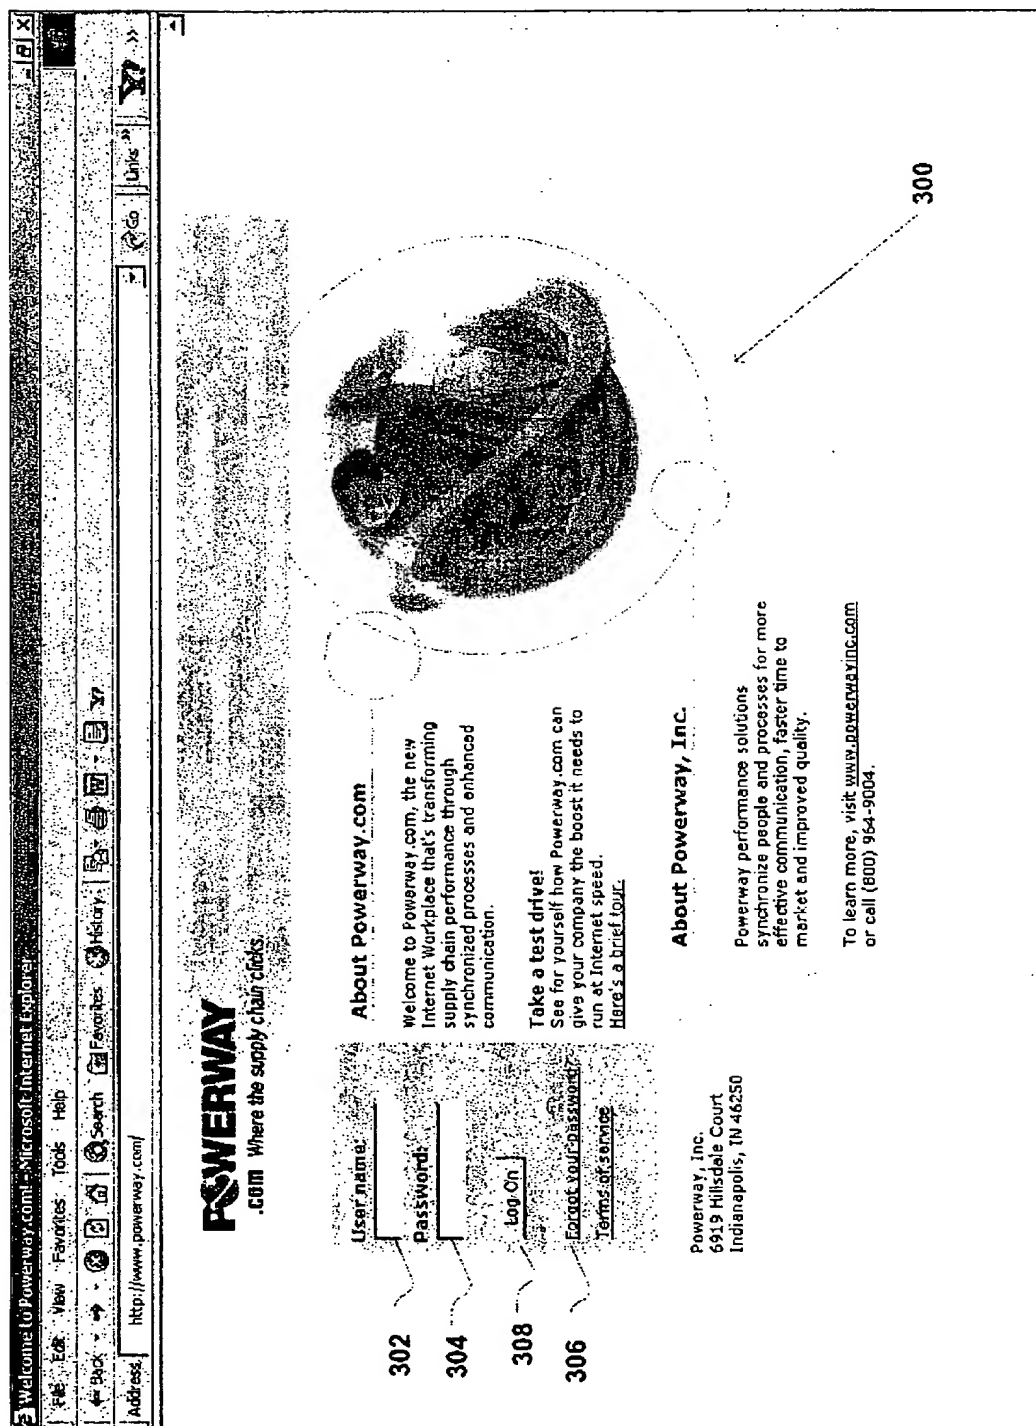 Welcome to Powerway.com! - Microsoft Internet Explorer
File Edit View Favorites Tools Help
Back Search Favorites History
Address http://www.powerway.com/ Go Links »
POWERWAY
.com Where the supply chain clicks.
User name:
Password:
Log On
Forgot your password?
Terms of service
302
304
308
306
About Powerway.com
Welcome to Powerway.com, the new
Internet Workplace that's transforming
supply chain performance through
synchronized processes and enhanced
communication.
Take a test drive!
See for yourself how Powerway.com can
give your company the boost it needs to
run at Internet speed.
Here's a brief tour.
About Powerway, Inc.
Powerway performance solutions
synchronize people and processes for more
effective communication, faster time to
market and improved quality.
To learn more, visit www.powerwayinc.com
or call (800) 964-9004.
Powerway, Inc.
6919 Hillsdale Court
Indianapolis, IN 46250
300